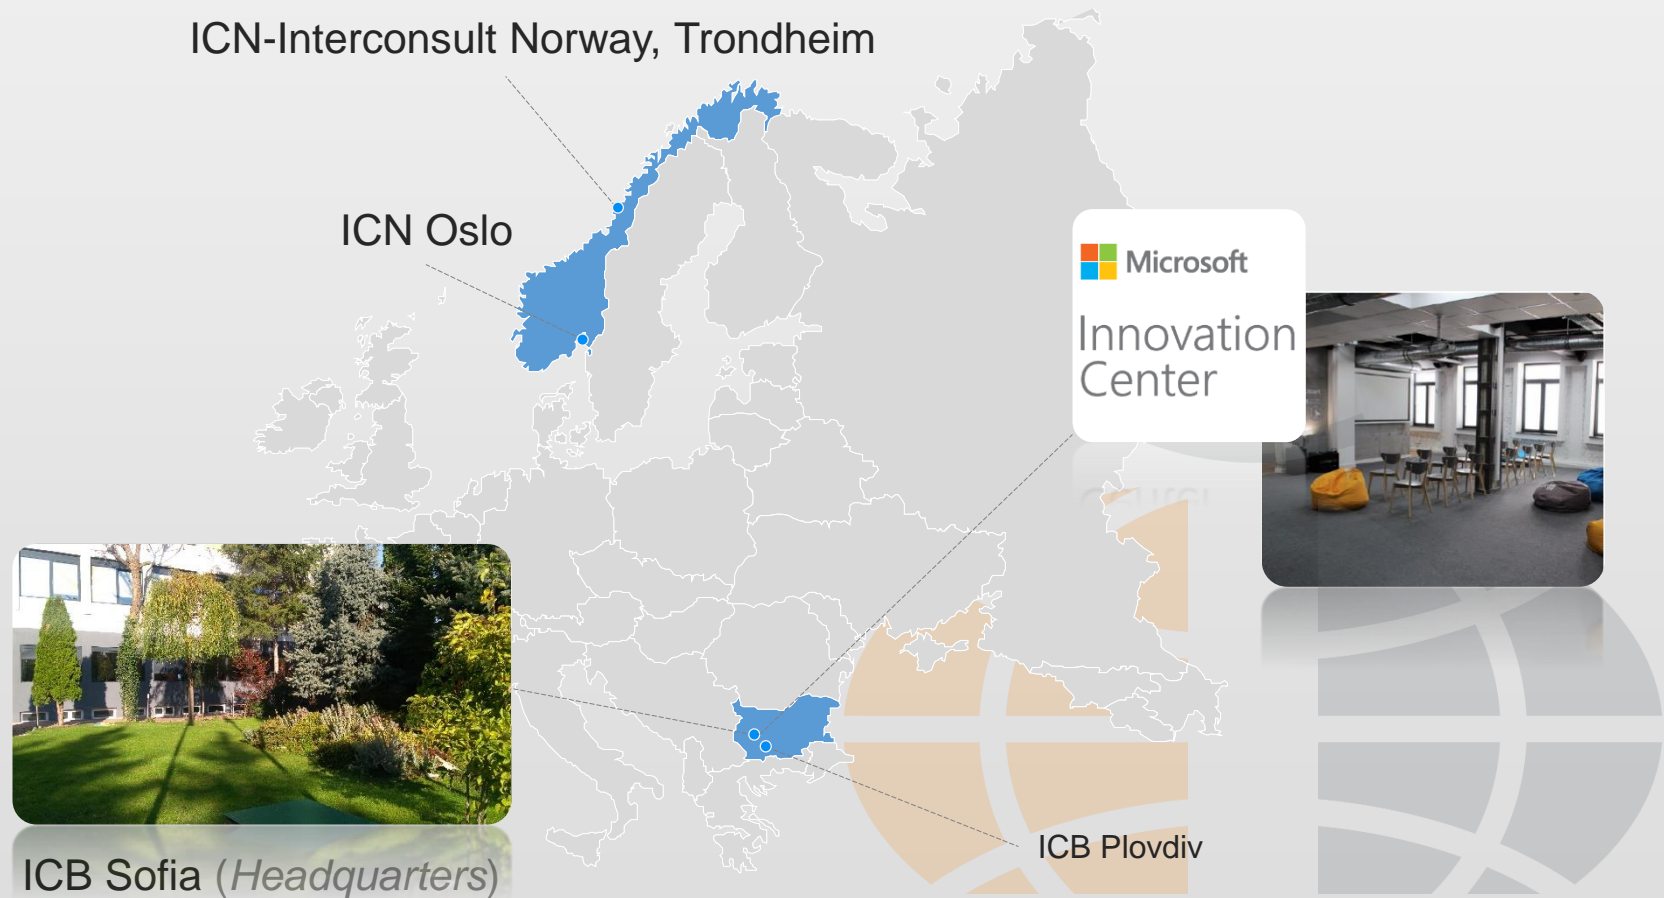 ICN-Interconsult Norway, Trondheim
ICN Oslo
Microsoft
Innovation
Center
ICB Plovdiv
ICB Sofia (Headquarters)